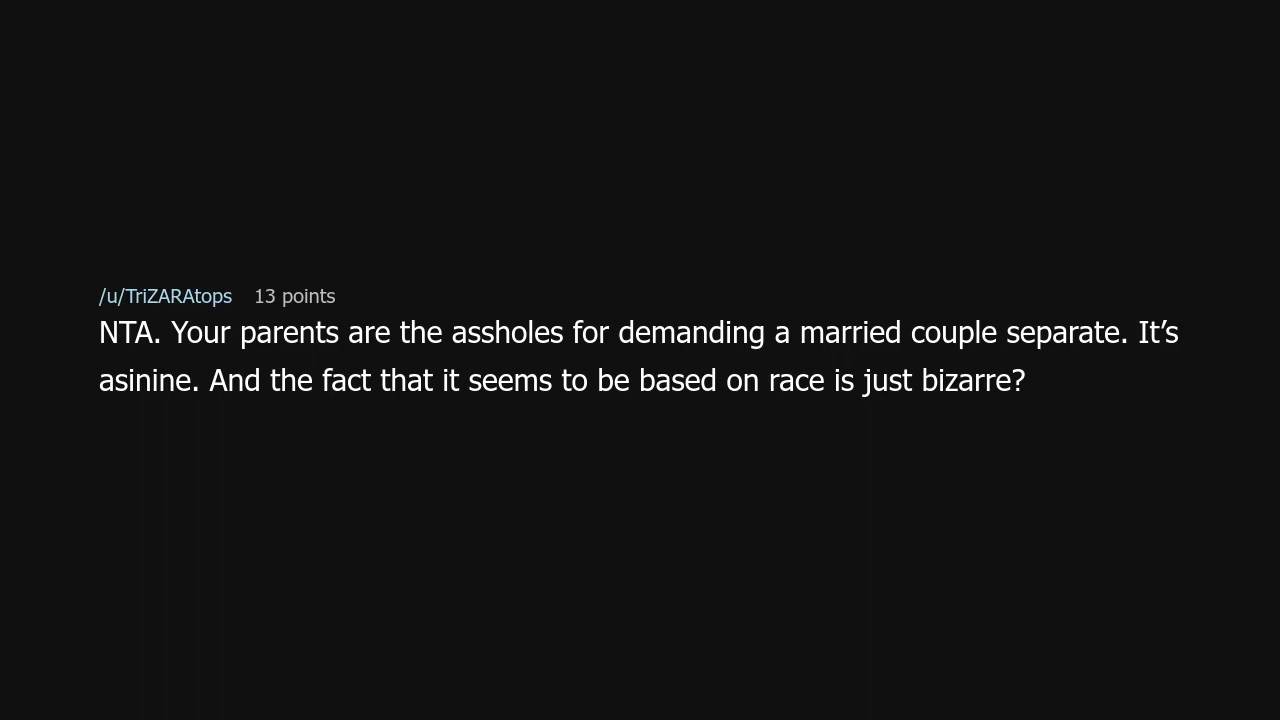 /u/TriZARAtops 13 points
NTA. Your parents are the assholes for demanding a married couple separate. It’s
asinine. And the fact that it seems to be based on race is just bizarre?